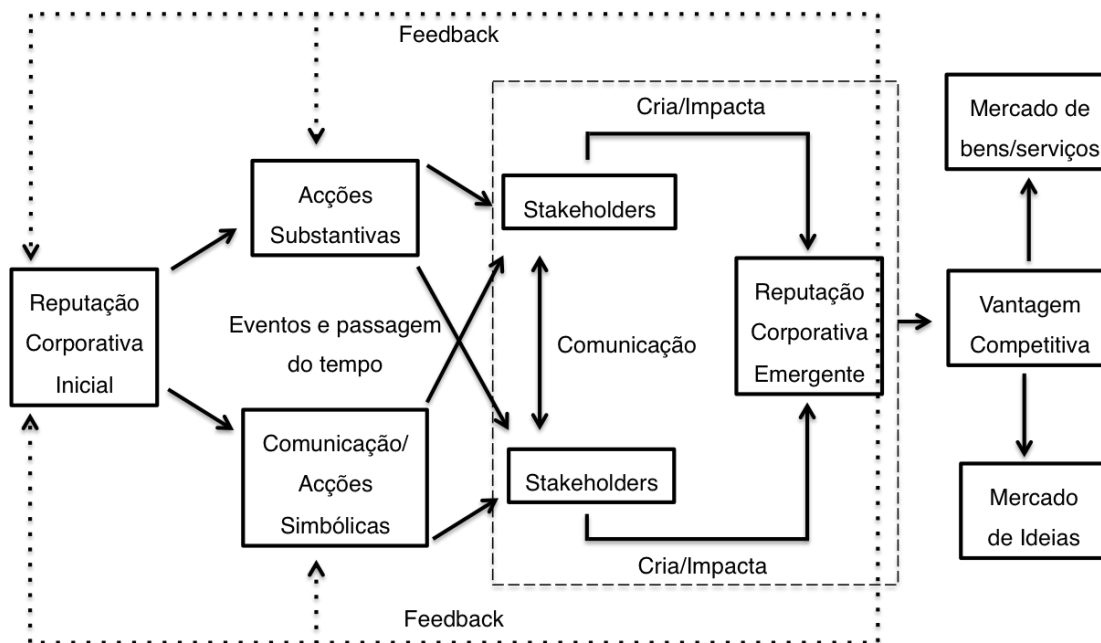 Feedback
Cria/Impacta
Mercado de
bens/serviços
Acções
Substantivas
Stakeholders
Reputação
Corporativa
Inicial
Eventos e passagem
do tempo
Comunicação
Reputação
Corporativa
Emergente
Vantagem
Competitiva
Comunicação/
Acções
Simbólicas
Stakeholders
Mercado
de Ideias
Cria/Impacta
Feedback